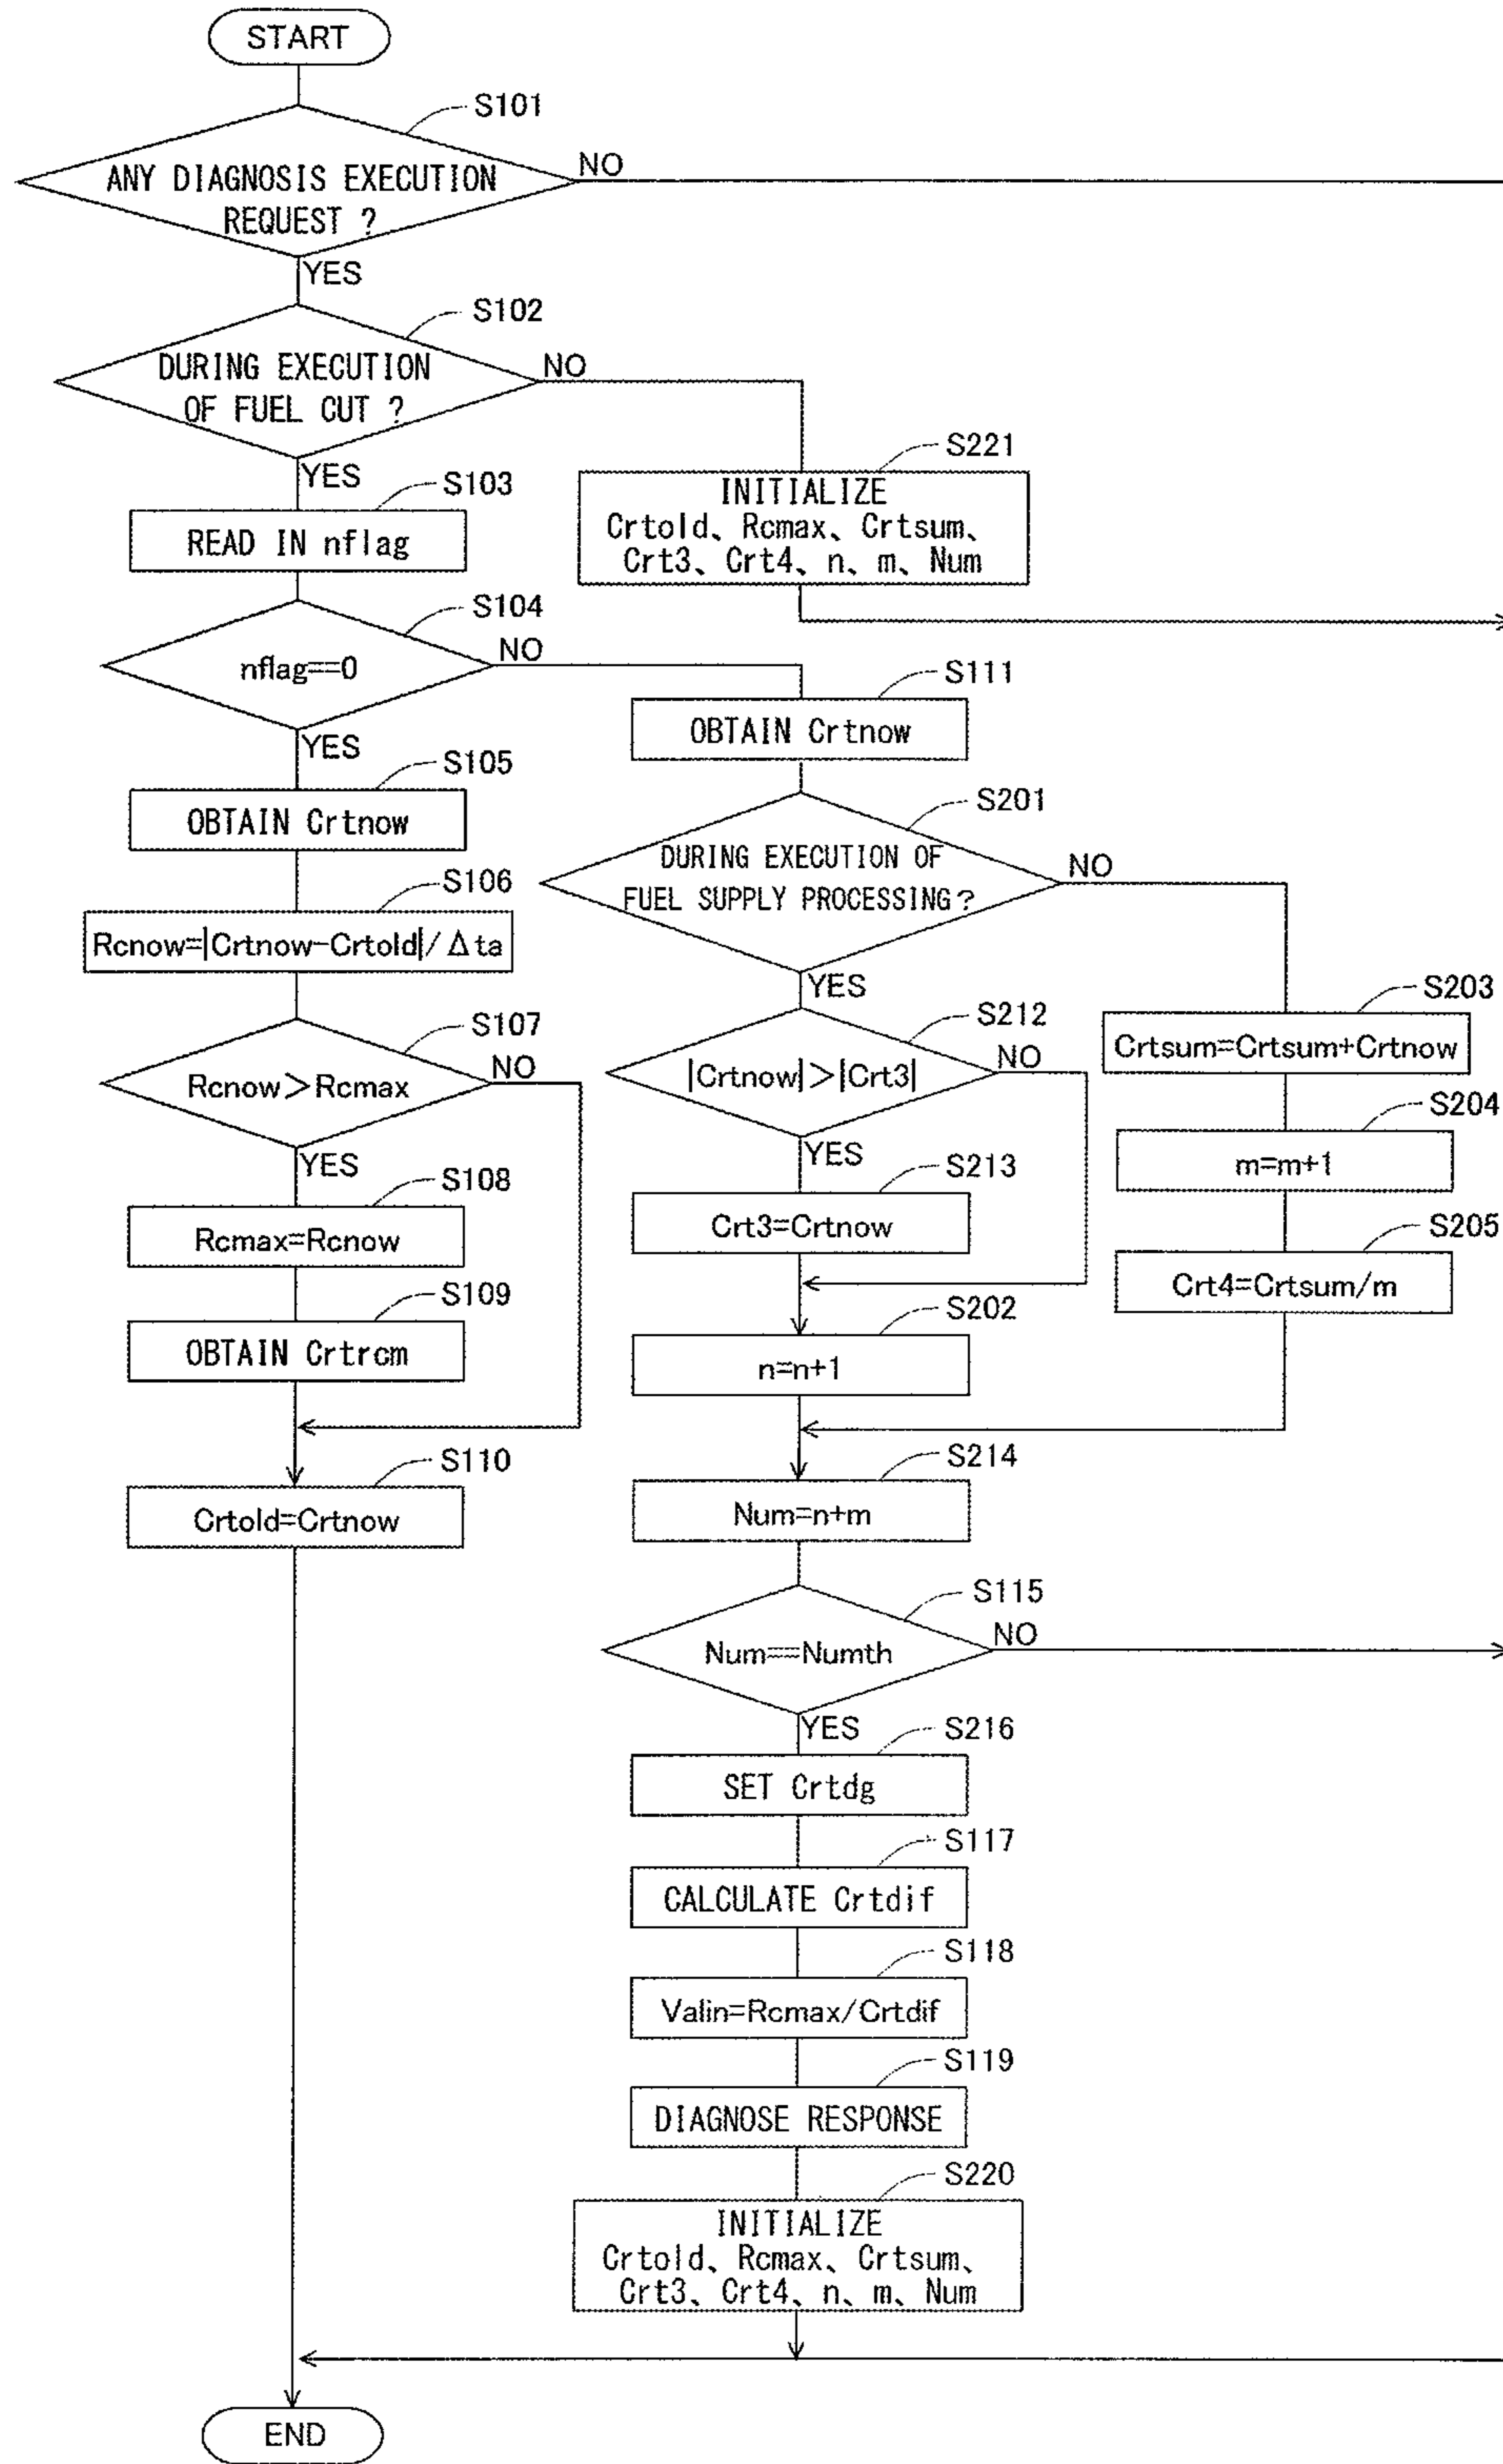 START
S101
ANY DIAGNOSIS EXECUTION
REQUEST ?
NO
YES
S102
DURING EXECUTION
OF FUEL CUT ?
NO
YES
S221
INITIALIZE
Crtold、Rcmax、Crtsum、
Crt3、Crt4、n、m、Num
S103
READ IN nflag
S104
nflag==0
NO
YES
S111
OBTAIN Crtnow
S105
OBTAIN Crtnow
S201
DURING EXECUTION OF
FUEL SUPPLY PROCESSING?
NO
YES
S106
Rcnow=|Crtnow-Crtold|/Δta
S107
Rcnow>Rcmax
NO
YES
S212
|Crtnow|>|Crt3|
NO
YES
S203
Crtsum=Crtsum+Crtnow
S204
m=m+1
S108
Rcmax=Rcnow
S213
Crt3=Crtnow
S205
Crt4=Crtsum/m
S109
OBTAIN Crtrcm
S202
n=n+1
S110
Crtold=Crtnow
S214
Num=n+m
S115
Num==Numth
NO
YES
S216
SET Crtdg
S117
CALCULATE Crtdif
S118
Valin=Rcmax/Crtdif
S119
DIAGNOSE RESPONSE
S220
INITIALIZE
Crtold、Rcmax、Crtsum、
Crt3、Crt4、n、m、Num
END